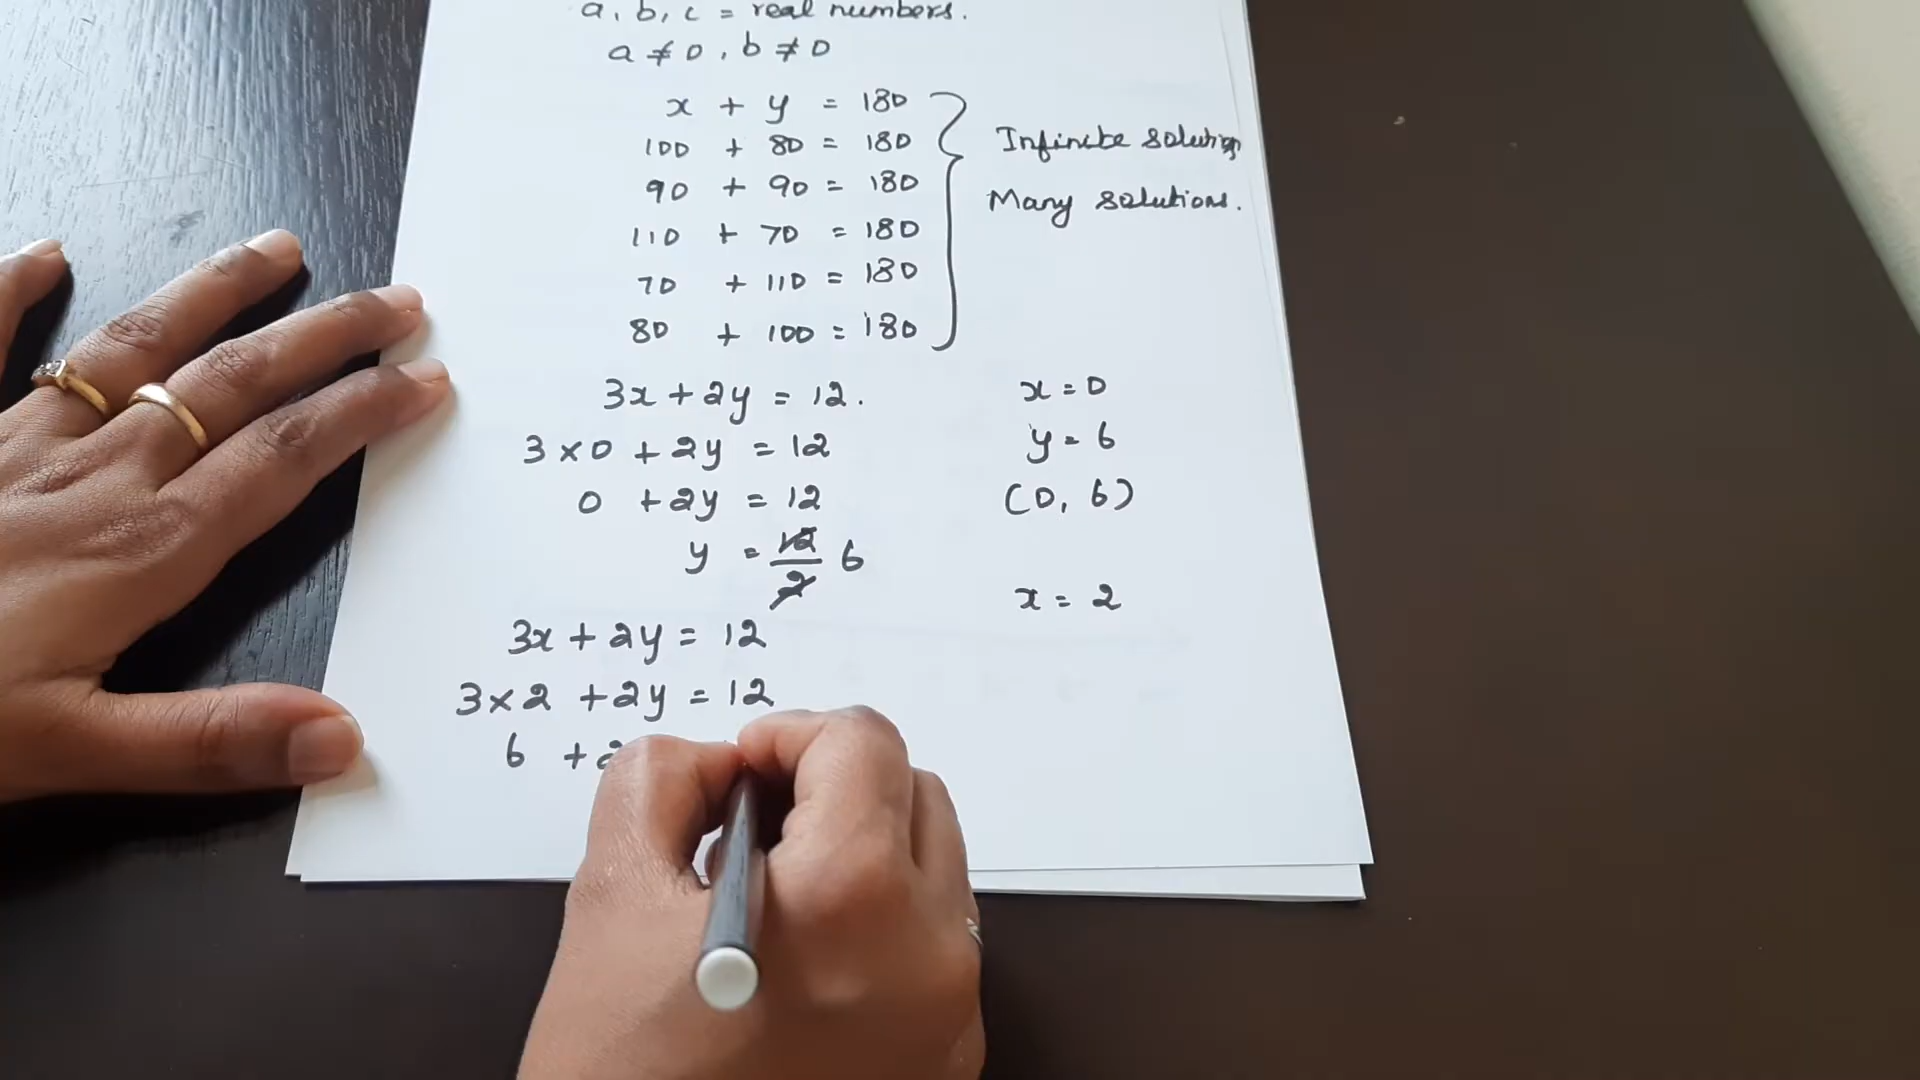 a, b, c = real numbers.
a ≠ 0, b ≠ 0
x + y = 180
100 + 80 = 180
90 + 90 = 180
110 + 70 = 180
70 + 110 = 180
80 + 100 = 180
Infinite solution
Many solutions.
3x + 2y = 12.
3 × 0 + 2y = 12
0 + 2y = 12
y = 12/2 6
x = 0
y = 6
(0, 6)
x = 2
3x + 2y = 12
3 × 2 + 2y = 12
6 + 2